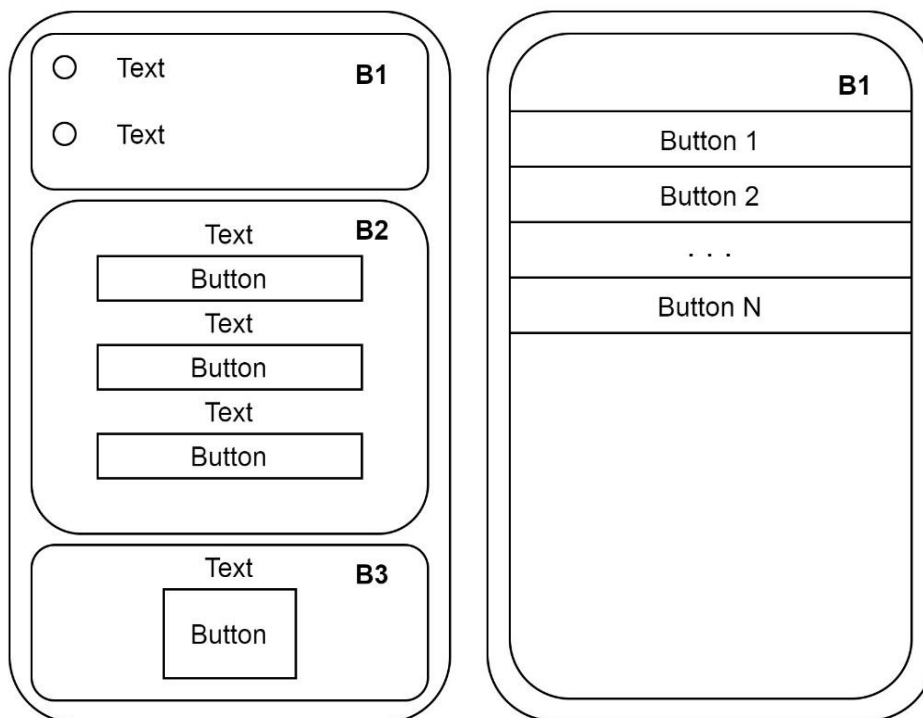 Text B1
Text
Text B2
Button
Text
Button
Text
Button
Text B3
Button
B1
Button 1
Button 2
. . .
Button N